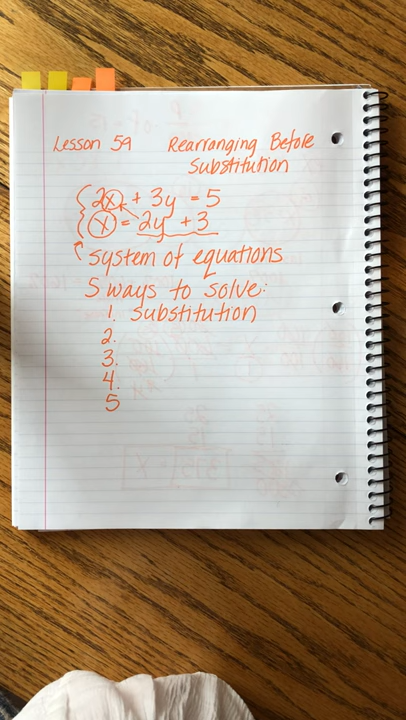 Lesson 59 Rearranging Before
Substitution
2x + 3y = 5
x = 2y + 3
system of equations
5 ways to solve:
1. substitution
2.
3.
4.
5